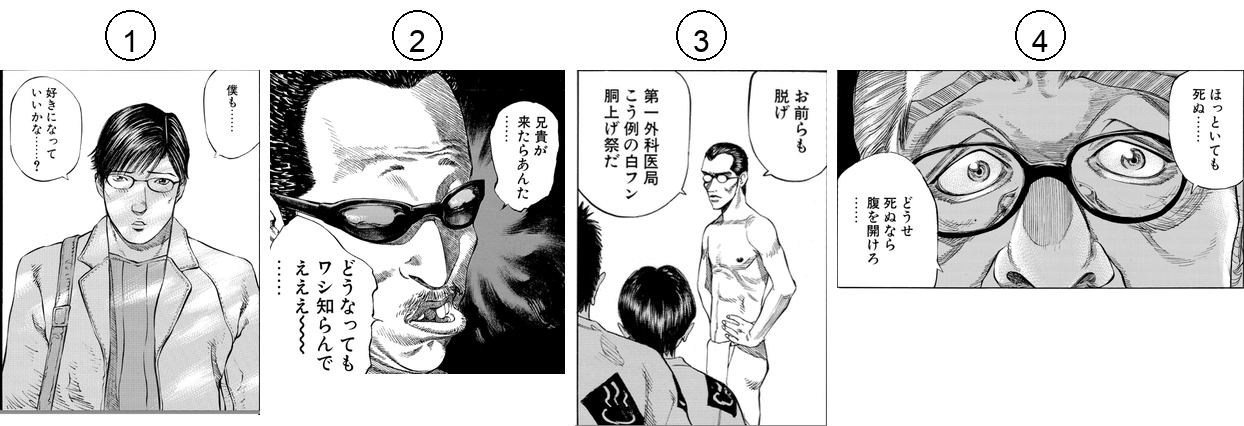 1
2
3
4
僕も……
好きになって
いいかな……?
兄貴が
来たらあんた
……
どうなっても
ワシ知らんで
えええ〜〜
……
お前らも
脱げ
第一外科医局
こう例の白フン
胴上げ祭だ
ほっといても
死ぬ……
どうせ
死ぬなら
腹を開けろ
……